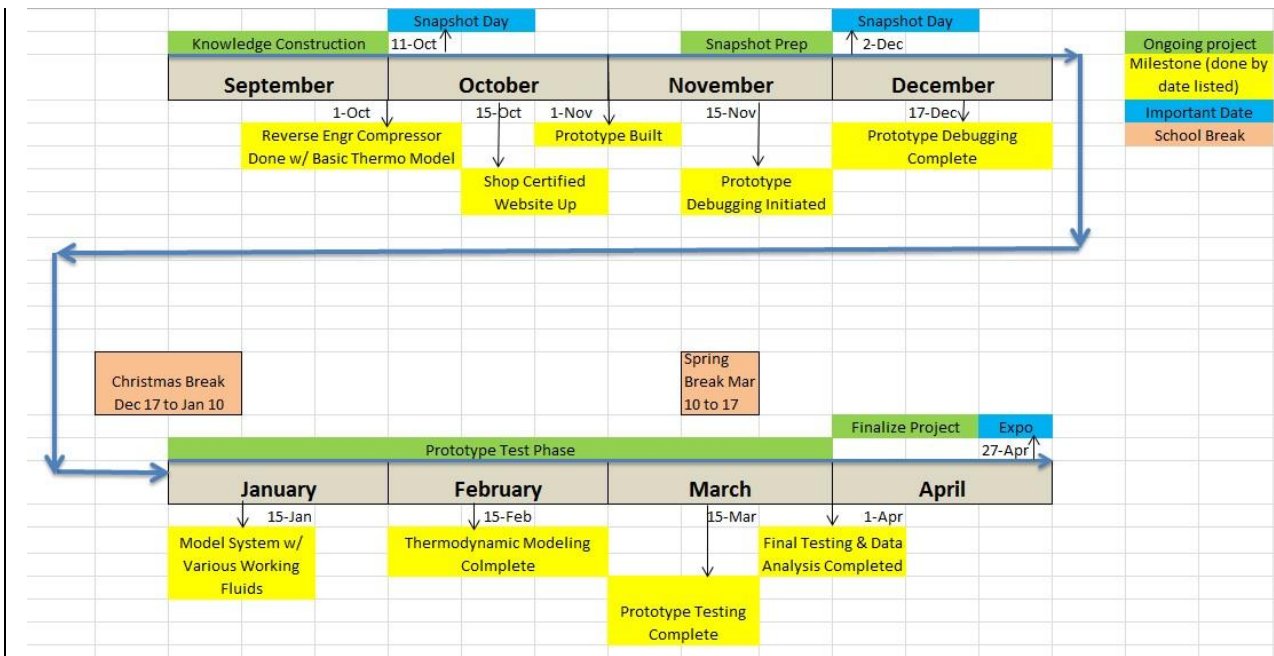 Snapshot Day
Snapshot Day
Knowledge Construction
11-Oct
Snapshot Prep
2-Dec
Ongoing project
Milestone (done by
date listed)
Important Date
School Break
September
October
November
December
1-Oct
15-Oct
1-Nov
15-Nov
17-Dec
Reverse Engr Compressor
Done w/ Basic Thermo Model
Prototype Built
Prototype Debugging
Complete
Shop Certified
Website Up
Prototype
Debugging Initiated
Christmas Break
Dec 17 to Jan 10
Spring
Break Mar
10 to 17
Finalize Project
Expo
Prototype Test Phase
27-Apr
January
February
March
April
15-Jan
15-Feb
15-Mar
1-Apr
Model System w/
Various Working
Fluids
Thermodynamic Modeling
Colmplete
Final Testing & Data
Analysis Completed
Prototype Testing
Complete